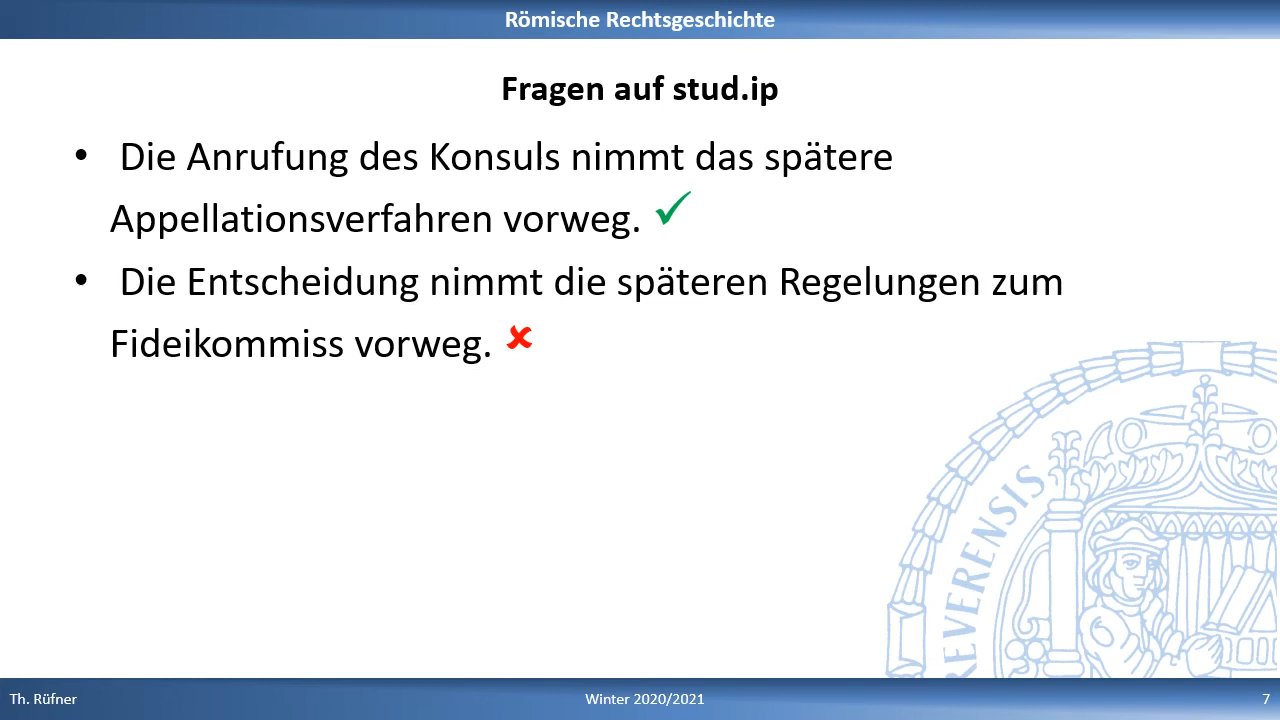 Römische Rechtsgeschichte
Fragen auf stud.ip
• Die Anrufung des Konsuls nimmt das spätere
Appellationsverfahren vorweg. ✓
• Die Entscheidung nimmt die späteren Regelungen zum
Fideikommiss vorweg. ✘
REVERENSIS
Th. Rüfner
Winter 2020/2021
7